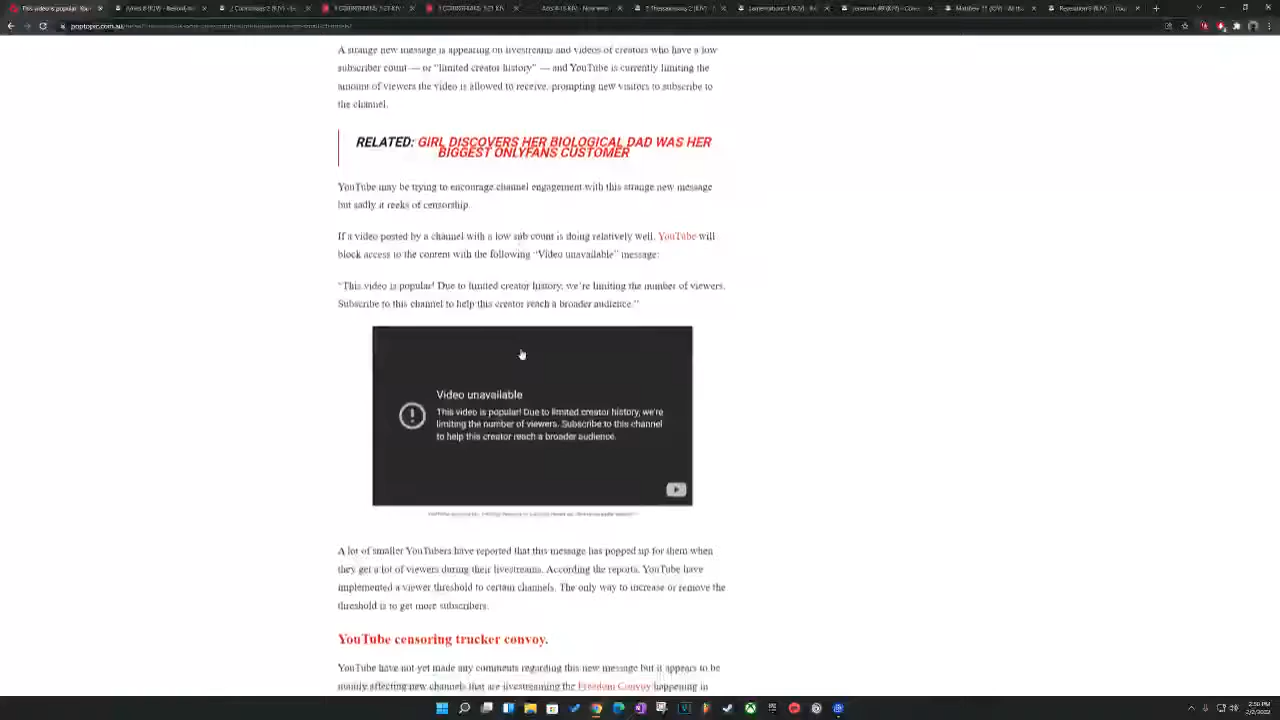 poptopic.com.au
A strange new message is appearing on livestreams and videos of creators who have a low
subscriber count — or "limited creator history" — and YouTube is currently limiting the
amount of viewers the video is allowed to receive, prompting new visitors to subscribe to
the channel.
RELATED: GIRL DISCOVERS HER BIOLOGICAL DAD WAS HER
BIGGEST ONLYFANS CUSTOMER
YouTube may be trying to encourage channel engagement with this strange new message
but sadly it reeks of censorship.
If a video posted by a channel with a low sub count is doing relatively well, YouTube will
block access to the content with the following "Video unavailable" message:
"This video is popular! Due to limited creator history, we're limiting the number of viewers.
Subscribe to this channel to help this creator reach a broader audience."
Video unavailable
This video is popular! Due to limited creator history, we're
limiting the number of viewers. Subscribe to this channel
to help this creator reach a broader audience.
A lot of smaller YouTubers have reported that this message has popped up for them when
they get a lot of viewers during their livestreams. According the reports, YouTube have
implemented a viewer threshold to certain channels. The only way to increase or remove the
threshold is to get more subscribers.
YouTube censoring trucker convoy.
YouTube have not yet made any comments regarding this new message but it appears to be
mainly affecting new channels that are livestreaming the Freedom Convoy happening in
2:50 PM
2/2/2022